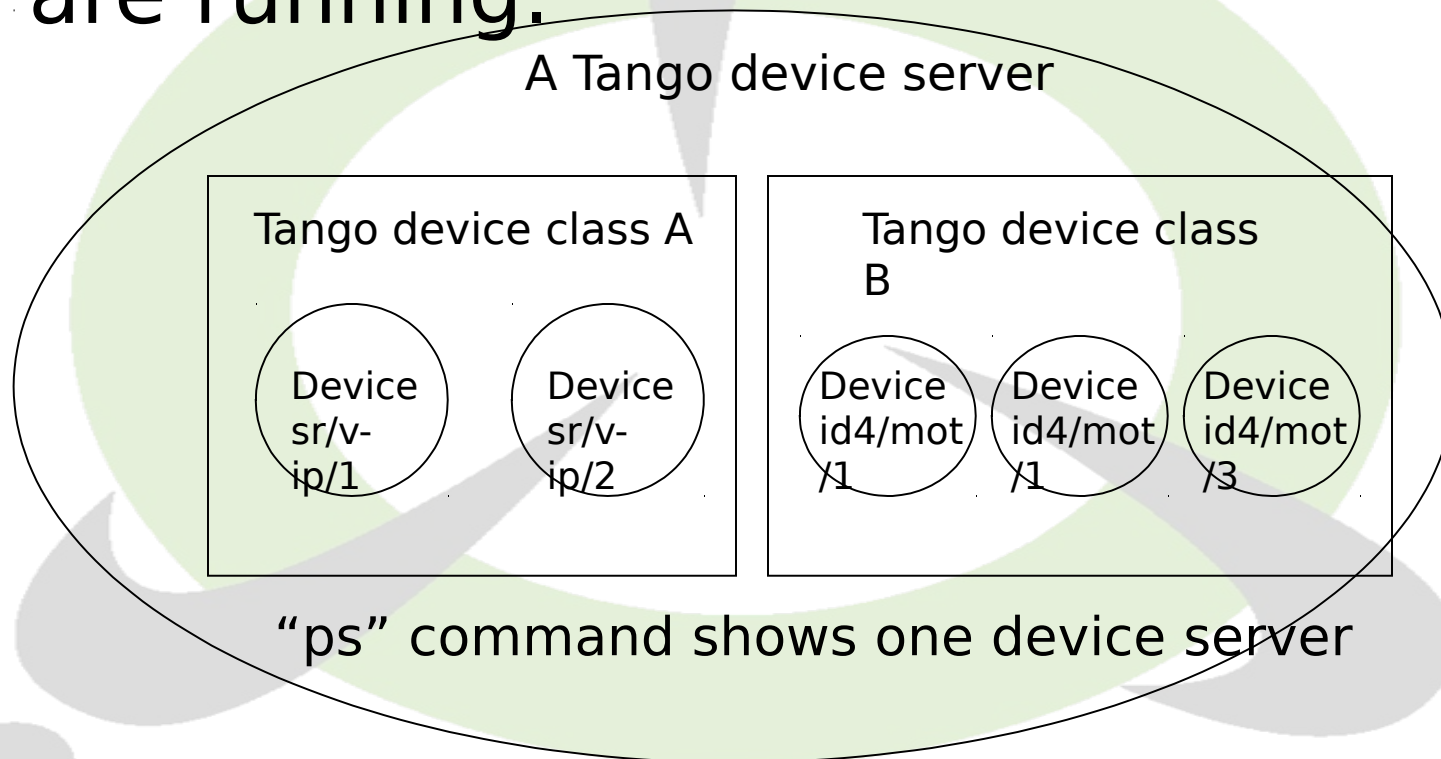 are running.
A Tango device server
Tango device class A
Tango device class
B
Device
sr/v-
ip/1
Device
sr/v-
ip/2
Device
id4/mot
/1
Device
id4/mot
/1
Device
id4/mot
/3
“ps” command shows one device server